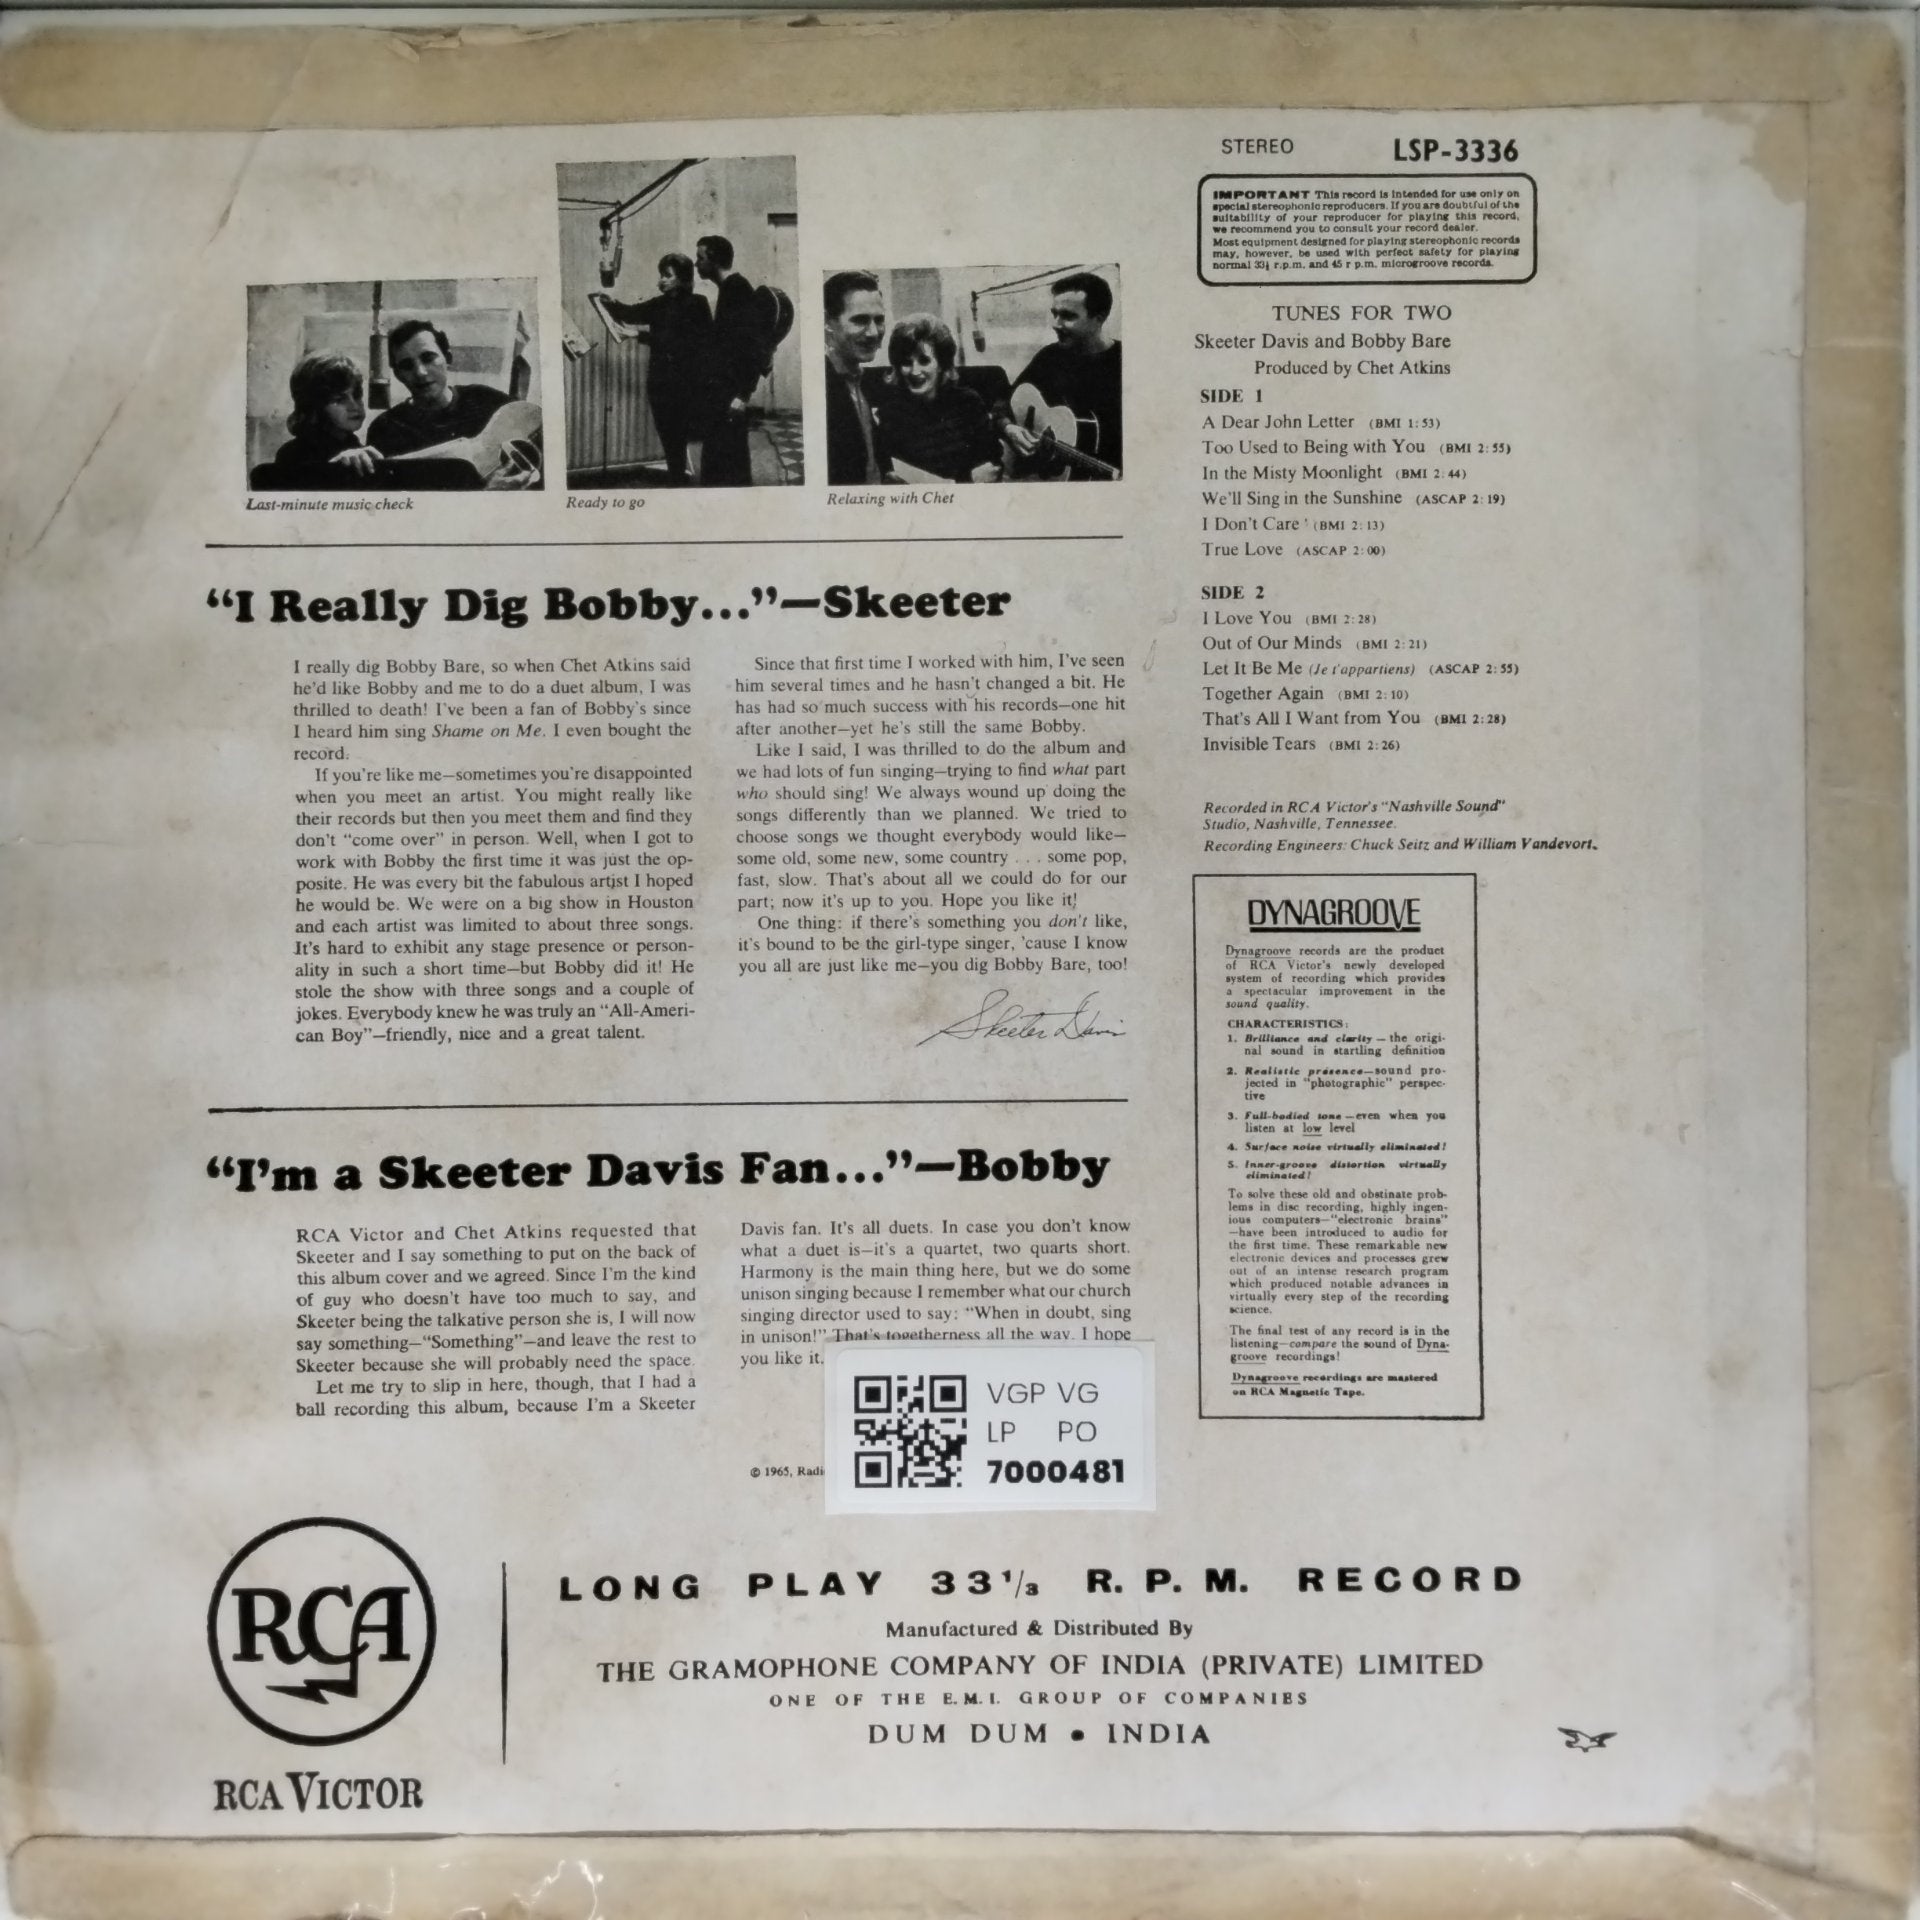 STEREO LSP-3336
IMPORTANT This record is intended for use only on
special stereophonic reproducers. If you are doubtful of the
suitability of your reproducer for playing this record,
we recommend you to consult your record dealer.
Most equipment designed for playing stereophonic records
may, however, be used with perfect safety for playing
normal 33⅓ r.p.m. and 45 r p.m. microgroove records.
Last-minute music check
Ready to go
Relaxing with Chet
TUNES FOR TWO
Skeeter Davis and Bobby Bare
Produced by Chet Atkins
SIDE 1
A Dear John Letter (BMI 1:53)
Too Used to Being with You (BMI 2:55)
In the Misty Moonlight (BMI 2:44)
We'll Sing in the Sunshine (ASCAP 2:19)
I Don't Care (BMI 2:13)
True Love (ASCAP 2:00)
SIDE 2
I Love You (BMI 2:28)
Out of Our Minds (BMI 2:21)
Let It Be Me (Je t'appartiens) (ASCAP 2:55)
Together Again (BMI 2:10)
That's All I Want from You (BMI 2:28)
Invisible Tears (BMI 2:26)
Recorded in RCA Victor's "Nashville Sound"
Studio, Nashville, Tennessee.
Recording Engineers: Chuck Seitz and William Vandevort.
"I Really Dig Bobby..."—Skeeter
I really dig Bobby Bare, so when Chet Atkins said
he'd like Bobby and me to do a duet album, I was
thrilled to death! I've been a fan of Bobby's since
I heard him sing Shame on Me. I even bought the
record.
If you're like me—sometimes you're disappointed
when you meet an artist. You might really like
their records but then you meet them and find they
don't "come over" in person. Well, when I got to
work with Bobby the first time it was just the op-
posite. He was every bit the fabulous artist I hoped
he would be. We were on a big show in Houston
and each artist was limited to about three songs.
It's hard to exhibit any stage presence or person-
ality in such a short time—but Bobby did it! He
stole the show with three songs and a couple of
jokes. Everybody knew he was truly an "All-Ameri-
can Boy"—friendly, nice and a great talent.
Since that first time I worked with him, I've seen
him several times and he hasn't changed a bit. He
has had so much success with his records—one hit
after another—yet he's still the same Bobby.
Like I said, I was thrilled to do the album and
we had lots of fun singing—trying to find what part
who should sing! We always wound up doing the
songs differently than we planned. We tried to
choose songs we thought everybody would like—
some old, some new, some country . . . some pop,
fast, slow. That's about all we could do for our
part; now it's up to you. Hope you like it!
One thing: if there's something you don't like,
it's bound to be the girl-type singer, 'cause I know
you all are just like me—you dig Bobby Bare, too!
Skeeter Davis
"I'm a Skeeter Davis Fan..."—Bobby
RCA Victor and Chet Atkins requested that
Skeeter and I say something to put on the back of
this album cover and we agreed. Since I'm the kind
of guy who doesn't have too much to say, and
Skeeter being the talkative person she is, I will now
say something—"Something"—and leave the rest to
Skeeter because she will probably need the space.
Let me try to slip in here, though, that I had a
ball recording this album, because I'm a Skeeter
Davis fan. It's all duets. In case you don't know
what a duet is—it's a quartet, two quarts short.
Harmony is the main thing here, but we do some
unison singing because I remember what our church
singing director used to say: "When in doubt, sing
in unison!" That's togetherness all the way. I hope
you like it.
© 1965, Radi
VGP VG
LP PO
7000481
DYNAGROOVE
Dynagroove records are the product
of RCA Victor's newly developed
system of recording which provides
a spectacular improvement in the
sound quality.
CHARACTERISTICS:
1. Brilliance and clarity — the origi-
nal sound in startling definition
2. Realistic presence—sound pro-
jected in "photographic" perspec-
tive
3. Full-bodied tone — even when you
listen at low level
4. Surface noise virtually eliminated!
5. Inner-groove distortion virtually
eliminated!
To solve these old and obstinate prob-
lems in disc recording, highly ingen-
ious computers—"electronic brains"
—have been introduced to audio for
the first time. These remarkable new
electronic devices and processes grew
out of an intense research program
which produced notable advances in
virtually every step of the recording
science.
The final test of any record is in the
listening—compare the sound of Dyna-
groove recordings!
Dynagroove recordings are mastered
on RCA Magnetic Tape.
RCA
RCA VICTOR
LONG PLAY 33⅓ R. P. M. RECORD
Manufactured & Distributed By
THE GRAMOPHONE COMPANY OF INDIA (PRIVATE) LIMITED
ONE OF THE E.M.I. GROUP OF COMPANIES
DUM DUM • INDIA